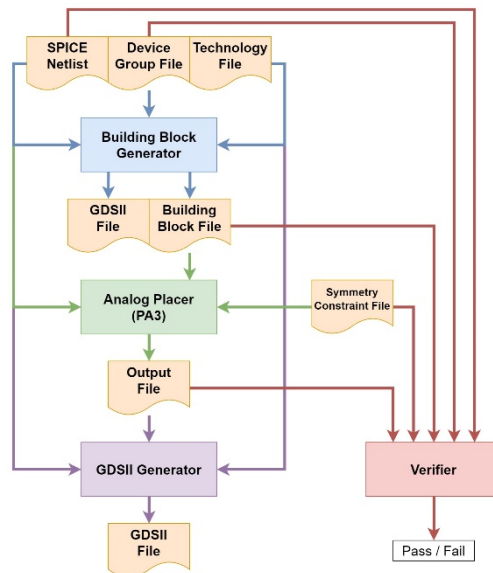 SPICE
Netlist
Device
Group File
Technology
File
Building Block
Generator
GDSII
File
Building
Block File
Analog Placer
(PA3)
Symmetry
Constraint File
Output
File
GDSII Generator
Verifier
GDSII
File
Pass / Fail